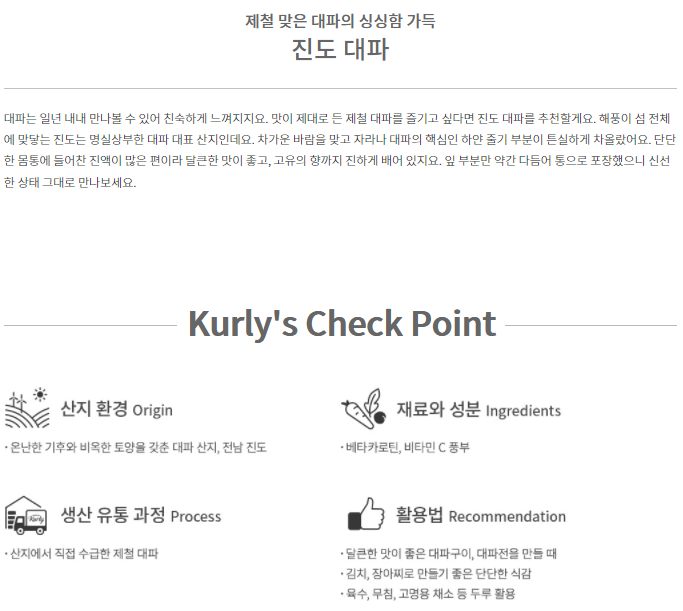 제철 맞은 대파의 싱싱함 가득
진도 대파
대파는 일년 내내 만나볼 수 있어 친숙하게 느껴지지요. 맛이 제대로 든 제철 대파를 즐기고 싶다면 진도 대파를 추천할게요. 해풍이 섬 전체
에 맞닿는 진도는 명실상부한 대파 대표 산지인데요. 차가운 바람을 맞고 자라나 대파의 핵심인 하얀 줄기 부분이 튼실하게 차올랐어요. 단단
한 몸통에 들어찬 진액이 많은 편이라 달큰한 맛이 좋고, 고유의 향까지 진하게 배어 있지요. 잎 부분만 약간 다듬어 통으로 포장했으니 신선
한 상태 그대로 만나보세요.
Kurly's Check Point
산지 환경 Origin
· 온난한 기후와 비옥한 토양을 갖춘 대파 산지, 전남 진도
재료와 성분 Ingredients
· 베타카로틴, 비타민 C 풍부
Kurly
생산 유통 과정 Process
· 산지에서 직접 수급한 제철 대파
활용법 Recommendation
· 달큰한 맛이 좋은 대파구이, 대파전을 만들 때
· 김치, 장아찌로 만들기 좋은 단단한 식감
· 육수, 무침, 고명용 채소 등 두루 활용